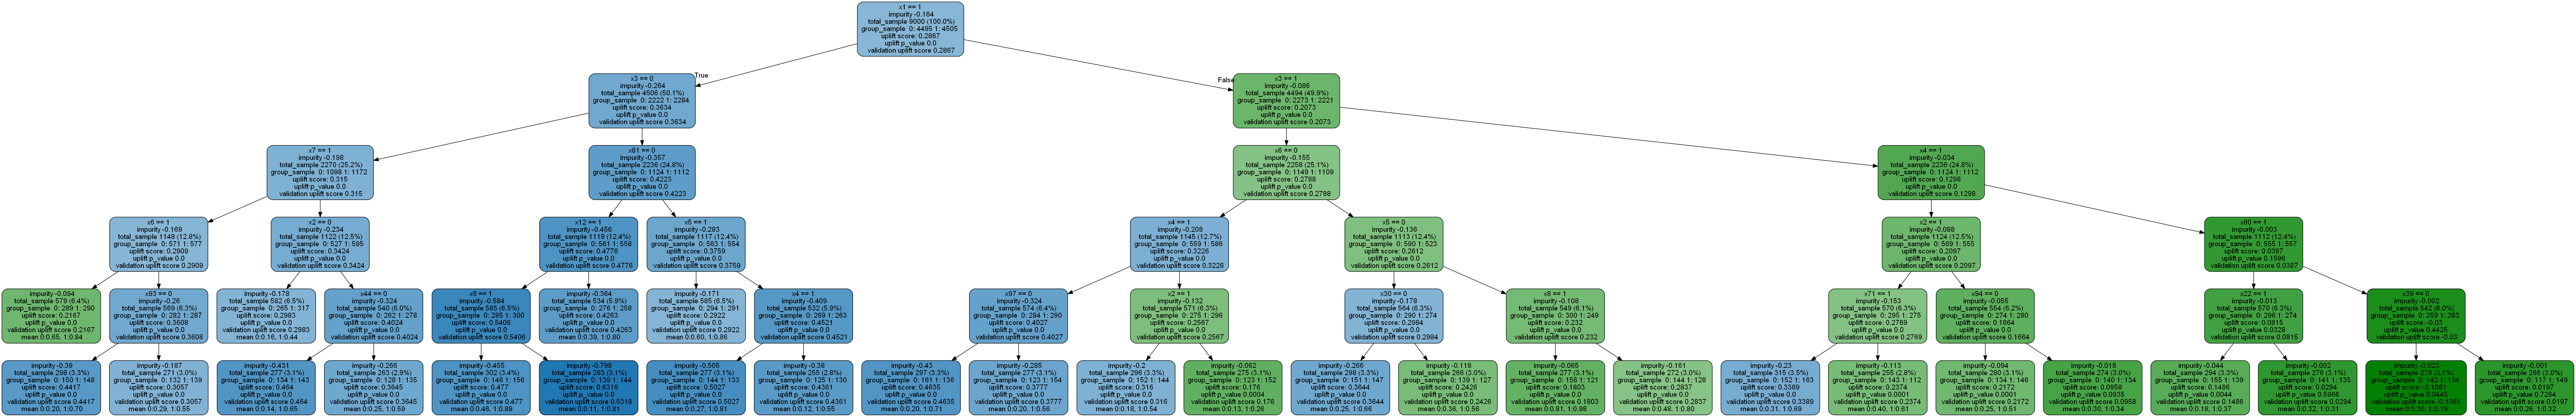 x1 == 1
impurity -0.164
total_sample 9000 (100.0%)
group_sample 0: 4495 1: 4505
uplift score: 0.2867
uplift p_value 0.0
validation uplift score 0.2867
True
False
x3 == 0
impurity -0.264
total_sample 4506 (50.1%)
group_sample 0: 2222 1: 2284
uplift score: 0.3634
uplift p_value 0.0
validation uplift score 0.3634
x3 == 1
impurity -0.086
total_sample 4494 (49.9%)
group_sample 0: 2273 1: 2221
uplift score: 0.2073
uplift p_value 0.0
validation uplift score 0.2073
x7 == 1
impurity -0.198
total_sample 2270 (25.2%)
group_sample 0: 1098 1: 1172
uplift score: 0.315
uplift p_value 0.0
validation uplift score 0.315
x81 == 0
impurity -0.357
total_sample 2236 (24.8%)
group_sample 0: 1124 1: 1112
uplift score: 0.4223
uplift p_value 0.0
validation uplift score 0.4223
x6 == 0
impurity -0.155
total_sample 2258 (25.1%)
group_sample 0: 1149 1: 1109
uplift score: 0.2788
uplift p_value 0.0
validation uplift score 0.2788
x4 == 1
impurity -0.034
total_sample 2236 (24.8%)
group_sample 0: 1124 1: 1112
uplift score: 0.1298
uplift p_value 0.0
validation uplift score 0.1298
x6 == 1
impurity -0.169
total_sample 1148 (12.8%)
group_sample 0: 571 1: 577
uplift score: 0.2909
uplift p_value 0.0
validation uplift score 0.2909
x2 == 0
impurity -0.234
total_sample 1122 (12.5%)
group_sample 0: 527 1: 595
uplift score: 0.3424
uplift p_value 0.0
validation uplift score 0.3424
x12 == 1
impurity -0.456
total_sample 1119 (12.4%)
group_sample 0: 561 1: 558
uplift score: 0.4776
uplift p_value 0.0
validation uplift score 0.4776
x5 == 1
impurity -0.283
total_sample 1117 (12.4%)
group_sample 0: 563 1: 554
uplift score: 0.3759
uplift p_value 0.0
validation uplift score 0.3759
x4 == 1
impurity -0.208
total_sample 1145 (12.7%)
group_sample 0: 559 1: 586
uplift score: 0.3226
uplift p_value 0.0
validation uplift score 0.3226
x5 == 0
impurity -0.136
total_sample 1113 (12.4%)
group_sample 0: 590 1: 523
uplift score: 0.2612
uplift p_value 0.0
validation uplift score 0.2612
x2 == 1
impurity -0.088
total_sample 1124 (12.5%)
group_sample 0: 569 1: 555
uplift score: 0.2097
uplift p_value 0.0
validation uplift score 0.2097
x80 == 1
impurity -0.003
total_sample 1112 (12.4%)
group_sample 0: 555 1: 557
uplift score: 0.0387
uplift p_value 0.1596
validation uplift score 0.0387
impurity -0.094
total_sample 579 (6.4%)
group_sample 0: 289 1: 290
uplift score: 0.2167
uplift p_value 0.0
validation uplift score 0.2167
mean 0:0.65, 1:0.84
x93 == 0
impurity -0.26
total_sample 569 (6.3%)
group_sample 0: 282 1: 287
uplift score: 0.3608
uplift p_value 0.0
validation uplift score 0.3608
impurity -0.178
total_sample 582 (6.5%)
group_sample 0: 265 1: 317
uplift score: 0.2983
uplift p_value 0.0
validation uplift score 0.2983
mean 0:0.16, 1:0.44
x44 == 0
impurity -0.324
total_sample 540 (6.0%)
group_sample 0: 262 1: 278
uplift score: 0.4024
uplift p_value 0.0
validation uplift score 0.4024
x6 == 1
impurity -0.584
total_sample 585 (6.5%)
group_sample 0: 285 1: 300
uplift score: 0.5406
uplift p_value 0.0
validation uplift score 0.5406
impurity -0.364
total_sample 534 (5.9%)
group_sample 0: 276 1: 258
uplift score: 0.4263
uplift p_value 0.0
validation uplift score 0.4263
mean 0:0.39, 1:0.80
impurity -0.171
total_sample 585 (6.5%)
group_sample 0: 294 1: 291
uplift score: 0.2922
uplift p_value 0.0
validation uplift score 0.2922
mean 0:0.60, 1:0.86
x4 == 1
impurity -0.409
total_sample 532 (5.9%)
group_sample 0: 269 1: 263
uplift score: 0.4521
uplift p_value 0.0
validation uplift score 0.4521
x97 == 0
impurity -0.324
total_sample 574 (6.4%)
group_sample 0: 284 1: 290
uplift score: 0.4027
uplift p_value 0.0
validation uplift score 0.4027
x2 == 1
impurity -0.132
total_sample 571 (6.3%)
group_sample 0: 275 1: 296
uplift score: 0.2567
uplift p_value 0.0
validation uplift score 0.2567
x30 == 0
impurity -0.178
total_sample 564 (6.3%)
group_sample 0: 290 1: 274
uplift score: 0.2984
uplift p_value 0.0
validation uplift score 0.2984
x8 == 1
impurity -0.108
total_sample 549 (6.1%)
group_sample 0: 300 1: 249
uplift score: 0.232
uplift p_value 0.0
validation uplift score 0.232
x71 == 1
impurity -0.153
total_sample 570 (6.3%)
group_sample 0: 295 1: 275
uplift score: 0.2769
uplift p_value 0.0
validation uplift score 0.2769
x94 == 0
impurity -0.055
total_sample 554 (6.2%)
group_sample 0: 274 1: 280
uplift score: 0.1664
uplift p_value 0.0
validation uplift score 0.1664
x22 == 1
impurity -0.013
total_sample 570 (6.3%)
group_sample 0: 296 1: 274
uplift score: 0.0815
uplift p_value 0.0328
validation uplift score 0.0815
x39 == 0
impurity -0.002
total_sample 542 (6.0%)
group_sample 0: 259 1: 283
uplift score: -0.03
uplift p_value 0.4425
validation uplift score -0.03
impurity -0.39
total_sample 298 (3.3%)
group_sample 0: 150 1: 148
uplift score: 0.4417
uplift p_value 0.0
validation uplift score 0.4417
mean 0:0.20, 1:0.70
impurity -0.187
total_sample 271 (3.0%)
group_sample 0: 132 1: 139
uplift score: 0.3057
uplift p_value 0.0
validation uplift score 0.3057
mean 0:0.29, 1:0.55
impurity -0.431
total_sample 277 (3.1%)
group_sample 0: 134 1: 143
uplift score: 0.464
uplift p_value 0.0
validation uplift score 0.464
mean 0:0.14, 1:0.65
impurity -0.266
total_sample 263 (2.9%)
group_sample 0: 128 1: 135
uplift score: 0.3645
uplift p_value 0.0
validation uplift score 0.3645
mean 0:0.25, 1:0.59
impurity -0.455
total_sample 302 (3.4%)
group_sample 0: 146 1: 156
uplift score: 0.477
uplift p_value 0.0
validation uplift score 0.477
mean 0:0.46, 1:0.89
impurity -0.798
total_sample 283 (3.1%)
group_sample 0: 139 1: 144
uplift score: 0.6316
uplift p_value 0.0
validation uplift score 0.6316
mean 0:0.11, 1:0.81
impurity -0.505
total_sample 277 (3.1%)
group_sample 0: 144 1: 133
uplift score: 0.5027
uplift p_value 0.0
validation uplift score 0.5027
mean 0:0.27, 1:0.81
impurity -0.38
total_sample 255 (2.8%)
group_sample 0: 125 1: 130
uplift score: 0.4361
uplift p_value 0.0
validation uplift score 0.4361
mean 0:0.12, 1:0.55
impurity -0.43
total_sample 297 (3.3%)
group_sample 0: 161 1: 136
uplift score: 0.4635
uplift p_value 0.0
validation uplift score 0.4635
mean 0:0.20, 1:0.71
impurity -0.285
total_sample 277 (3.1%)
group_sample 0: 123 1: 154
uplift score: 0.3777
uplift p_value 0.0
validation uplift score 0.3777
mean 0:0.20, 1:0.56
impurity -0.2
total_sample 296 (3.3%)
group_sample 0: 152 1: 144
uplift score: 0.316
uplift p_value 0.0
validation uplift score 0.316
mean 0:0.18, 1:0.54
impurity -0.062
total_sample 275 (3.1%)
group_sample 0: 123 1: 152
uplift score: 0.176
uplift p_value 0.0004
validation uplift score 0.176
mean 0:0.13, 1:0.26
impurity -0.266
total_sample 298 (3.3%)
group_sample 0: 151 1: 147
uplift score: 0.3644
uplift p_value 0.0
validation uplift score 0.3644
mean 0:0.25, 1:0.66
impurity -0.118
total_sample 266 (3.0%)
group_sample 0: 139 1: 127
uplift score: 0.2426
uplift p_value 0.0
validation uplift score 0.2426
mean 0:0.36, 1:0.56
impurity -0.065
total_sample 277 (3.1%)
group_sample 0: 156 1: 121
uplift score: 0.1803
uplift p_value 0.0
validation uplift score 0.1803
mean 0:0.81, 1:0.98
impurity -0.161
total_sample 272 (3.0%)
group_sample 0: 144 1: 128
uplift score: 0.2837
uplift p_value 0.0
validation uplift score 0.2837
mean 0:0.48, 1:0.80
impurity -0.23
total_sample 315 (3.5%)
group_sample 0: 152 1: 163
uplift score: 0.3389
uplift p_value 0.0
validation uplift score 0.3389
mean 0:0.31, 1:0.69
impurity -0.113
total_sample 255 (2.8%)
group_sample 0: 143 1: 112
uplift score: 0.2374
uplift p_value 0.0001
validation uplift score 0.2374
mean 0:0.40, 1:0.61
impurity -0.094
total_sample 280 (3.1%)
group_sample 0: 134 1: 146
uplift score: 0.2172
uplift p_value 0.0001
validation uplift score 0.2172
mean 0:0.25, 1:0.51
impurity -0.018
total_sample 274 (3.0%)
group_sample 0: 140 1: 134
uplift score: 0.0958
uplift p_value 0.0935
validation uplift score 0.0958
mean 0:0.30, 1:0.34
impurity -0.044
total_sample 294 (3.3%)
group_sample 0: 155 1: 139
uplift score: 0.1486
uplift p_value 0.0044
validation uplift score 0.1486
mean 0:0.18, 1:0.37
impurity -0.002
total_sample 276 (3.1%)
group_sample 0: 141 1: 135
uplift score: 0.0294
uplift p_value 0.5966
validation uplift score 0.0294
mean 0:0.32, 1:0.31
impurity -0.023
total_sample 276 (3.1%)
group_sample 0: 142 1: 134
uplift score: -0.1081
uplift p_value 0.0445
validation uplift score -0.1081
mean 0:0.35, 1:0.19
impurity -0.001
total_sample 266 (3.0%)
group_sample 0: 117 1: 149
uplift score: 0.0197
uplift p_value 0.7264
validation uplift score 0.0197
mean 0:0.26, 1:0.32